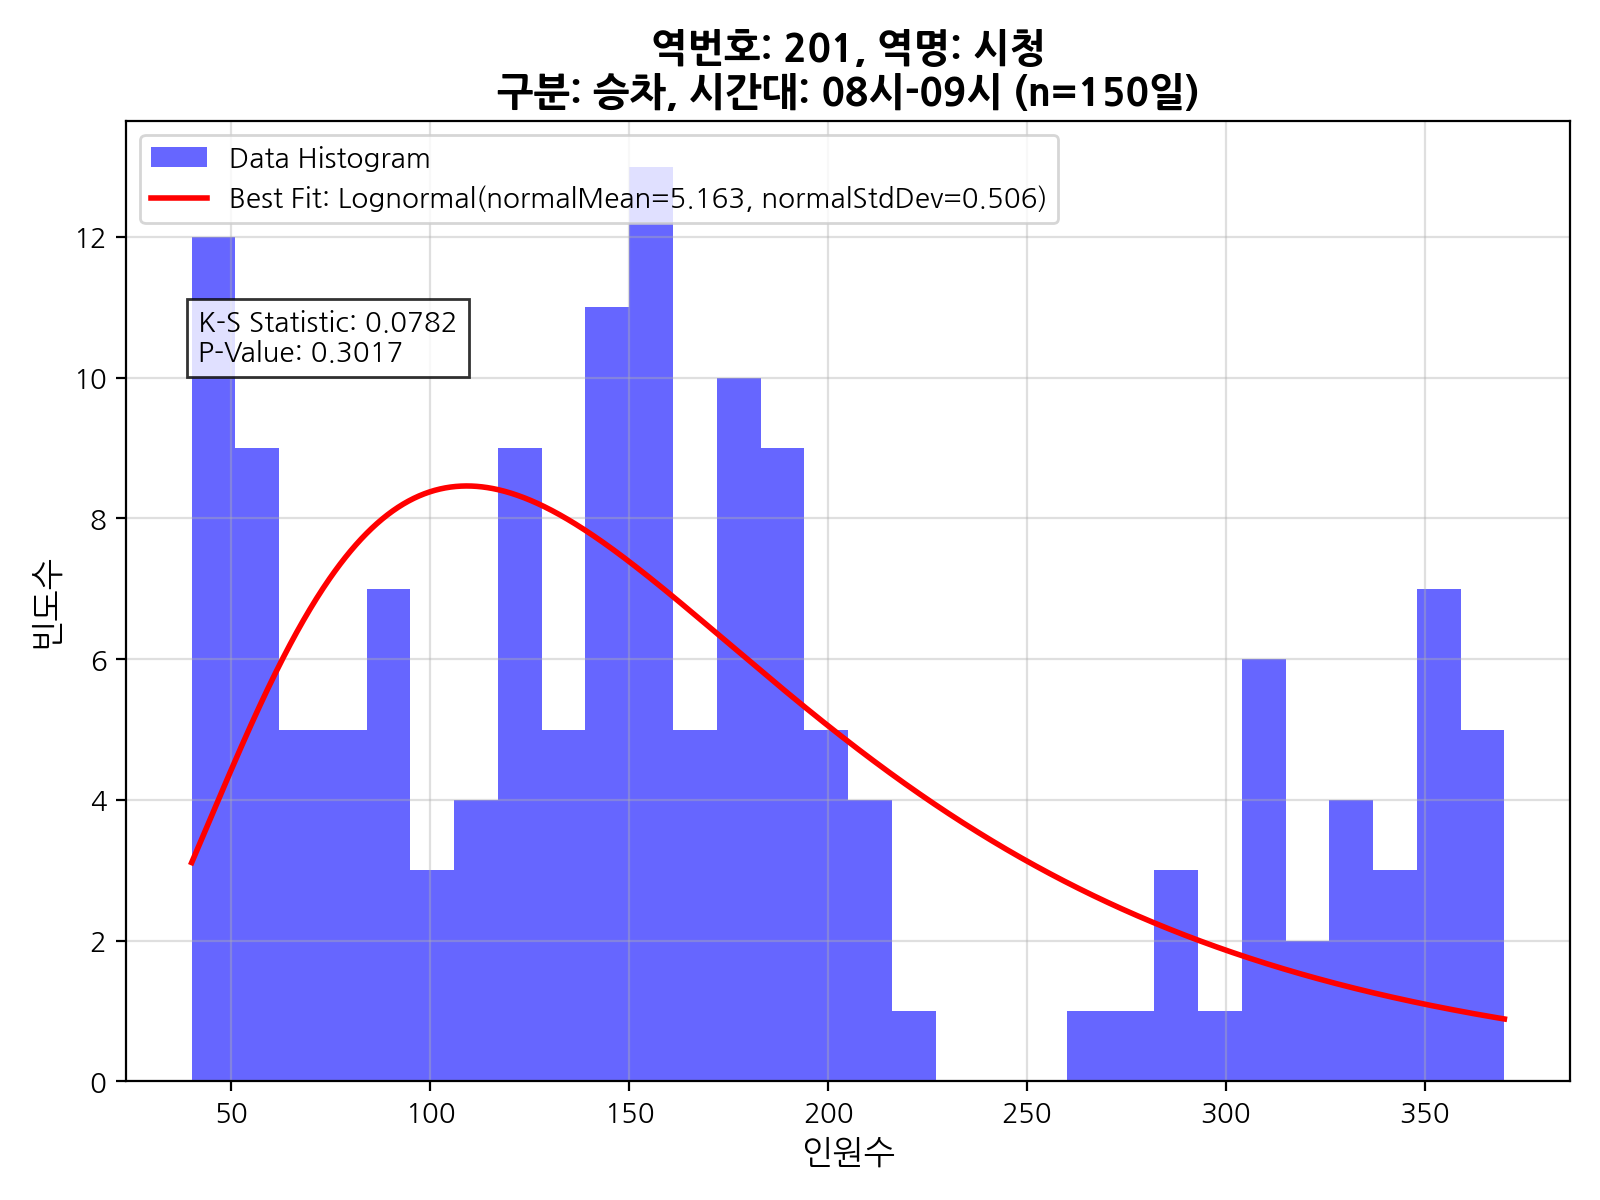 역번호: 201, 역명: 시청
구분: 승차, 시간대: 08시-09시 (n=150일)
Data Histogram
Best Fit: Lognormal(normalMean=5.163, normalStdDev=0.506)
K-S Statistic: 0.0782
P-Value: 0.3017
빈도수
12
10
8
6
4
2
0
50 100 150 200 250 300 350
인원수